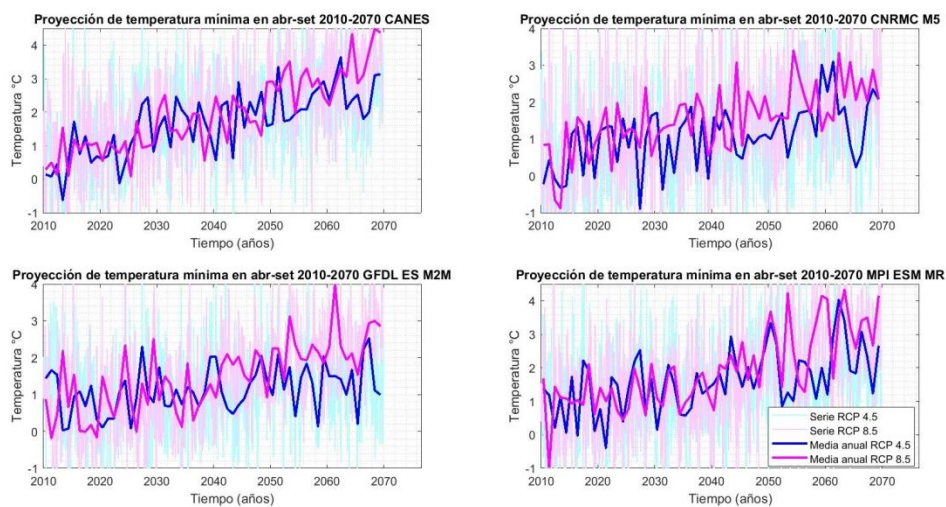 Proyección de temperatura mínima en abr-set 2010-2070 CANES
Temperatura °C
4
3
2
1
0
-1
2010 2020 2030 2040 2050 2060 2070
Tiempo (años)
Proyección de temperatura mínima en abr-set 2010-2070 CNRMC M5
Temperatura °C
4
3
2
1
0
-1
2010 2020 2030 2040 2050 2060 2070
Tiempo (años)
Proyección de temperatura mínima en abr-set 2010-2070 GFDL ES M2M
Temperatura °C
4
3
2
1
0
-1
2010 2020 2030 2040 2050 2060 2070
Tiempo (años)
Proyección de temperatura mínima en abr-set 2010-2070 MPI ESM MR
Temperatura °C
4
3
2
1
0
-1
2010 2020 2030 2040 2050 2060 2070
Tiempo (años)
Serie RCP 4.5
Serie RCP 8.5
Media anual RCP 4.5
Media anual RCP 8.5